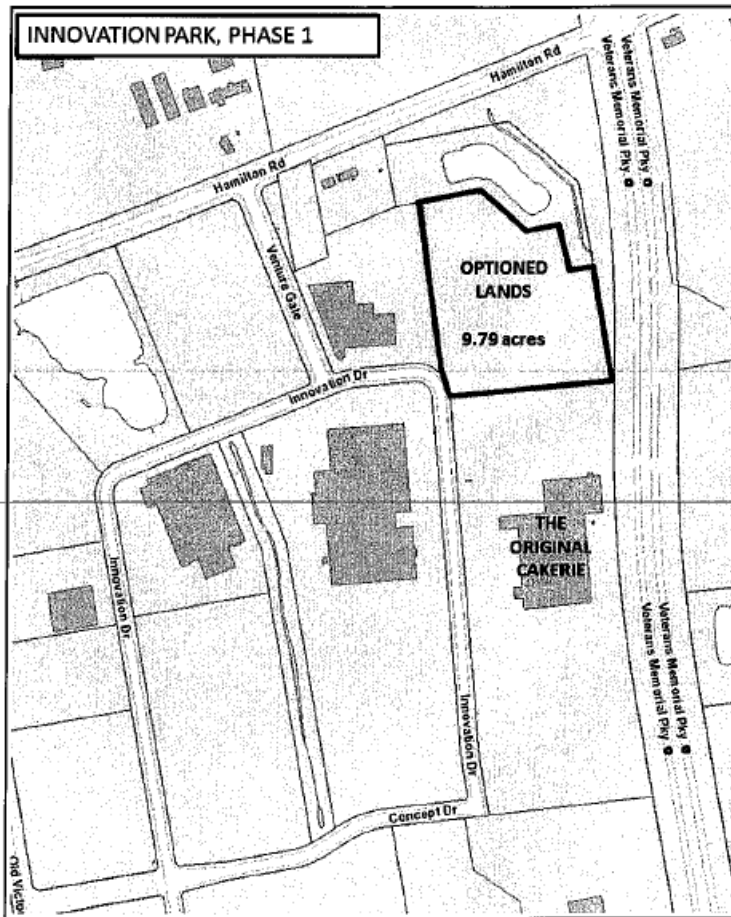 INNOVATION PARK, PHASE 1
Hamilton Rd
Veterans Memorial Pky
Veterans Memorial Pky
Hamilton Rd
Venture Gate
OPTIONED
LANDS
9.79 acres
Innovation Dr
THE
ORIGINAL
CAKERIE
Innovation Dr
Veterans Memorial Pky
Veterans Memorial Pky
Innovation Dr
Concept Dr
Old Victor